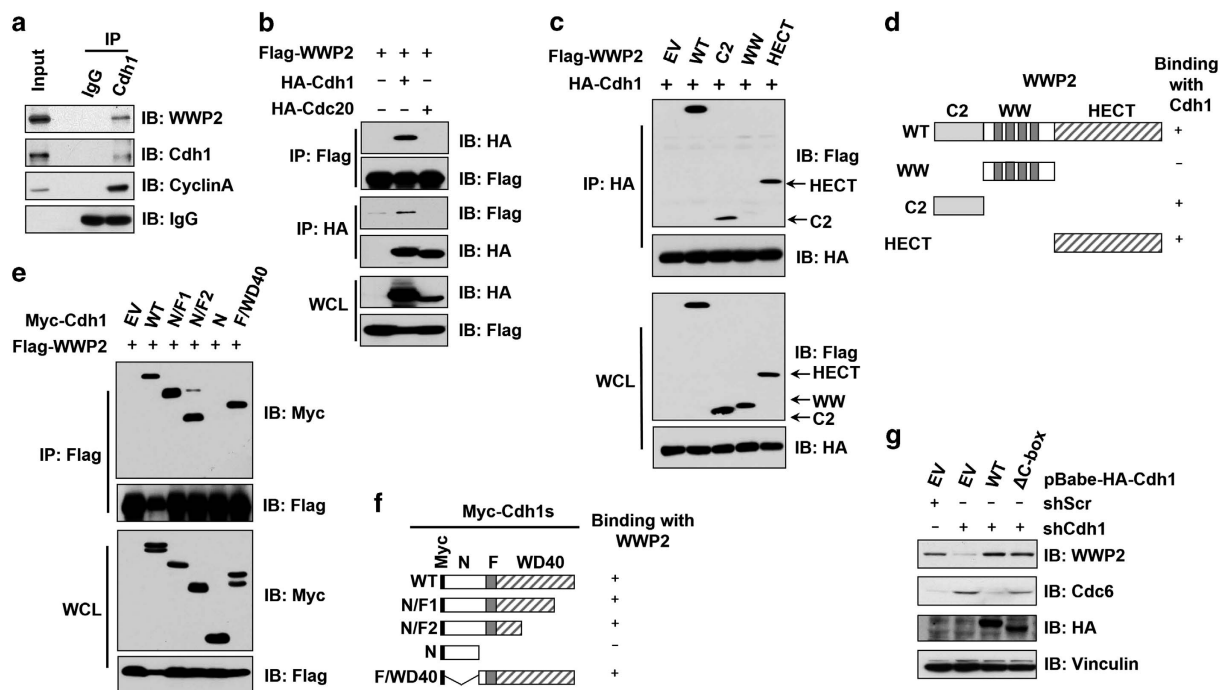 a
IP
Input
IgG
Cdh1
IB: WWP2
IB: Cdh1
IB: CyclinA
IB: IgG
b
Flag-WWP2 + + +
HA-Cdh1 − + −
HA-Cdc20 − − +
IP: Flag
IB: HA
IB: Flag
IP: HA
IB: Flag
IB: HA
WCL
IB: HA
IB: Flag
c
Flag-WWP2 EV WT C2 WW HECT
HA-Cdh1 + + + + +
IP: HA
IB: Flag
HECT
C2
IB: HA
WCL
IB: Flag
HECT
WW
C2
IB: HA
d
WWP2
Binding with Cdh1
C2 WW HECT
WT +
WW −
C2 +
HECT +
e
Myc-Cdh1 EV WT N/F1 N/F2 N F/WD40
Flag-WWP2 + + + + + +
IP: Flag
IB: Myc
IB: Flag
WCL
IB: Myc
IB: Flag
f
Myc-Cdh1s
Binding with WWP2
Myc N F WD40
WT +
N/F1 +
N/F2 +
N −
F/WD40 +
g
EV EV WT ΔC-box pBabe-HA-Cdh1
+ − − − shScr
− + + + shCdh1
IB: WWP2
IB: Cdc6
IB: HA
IB: Vinculin